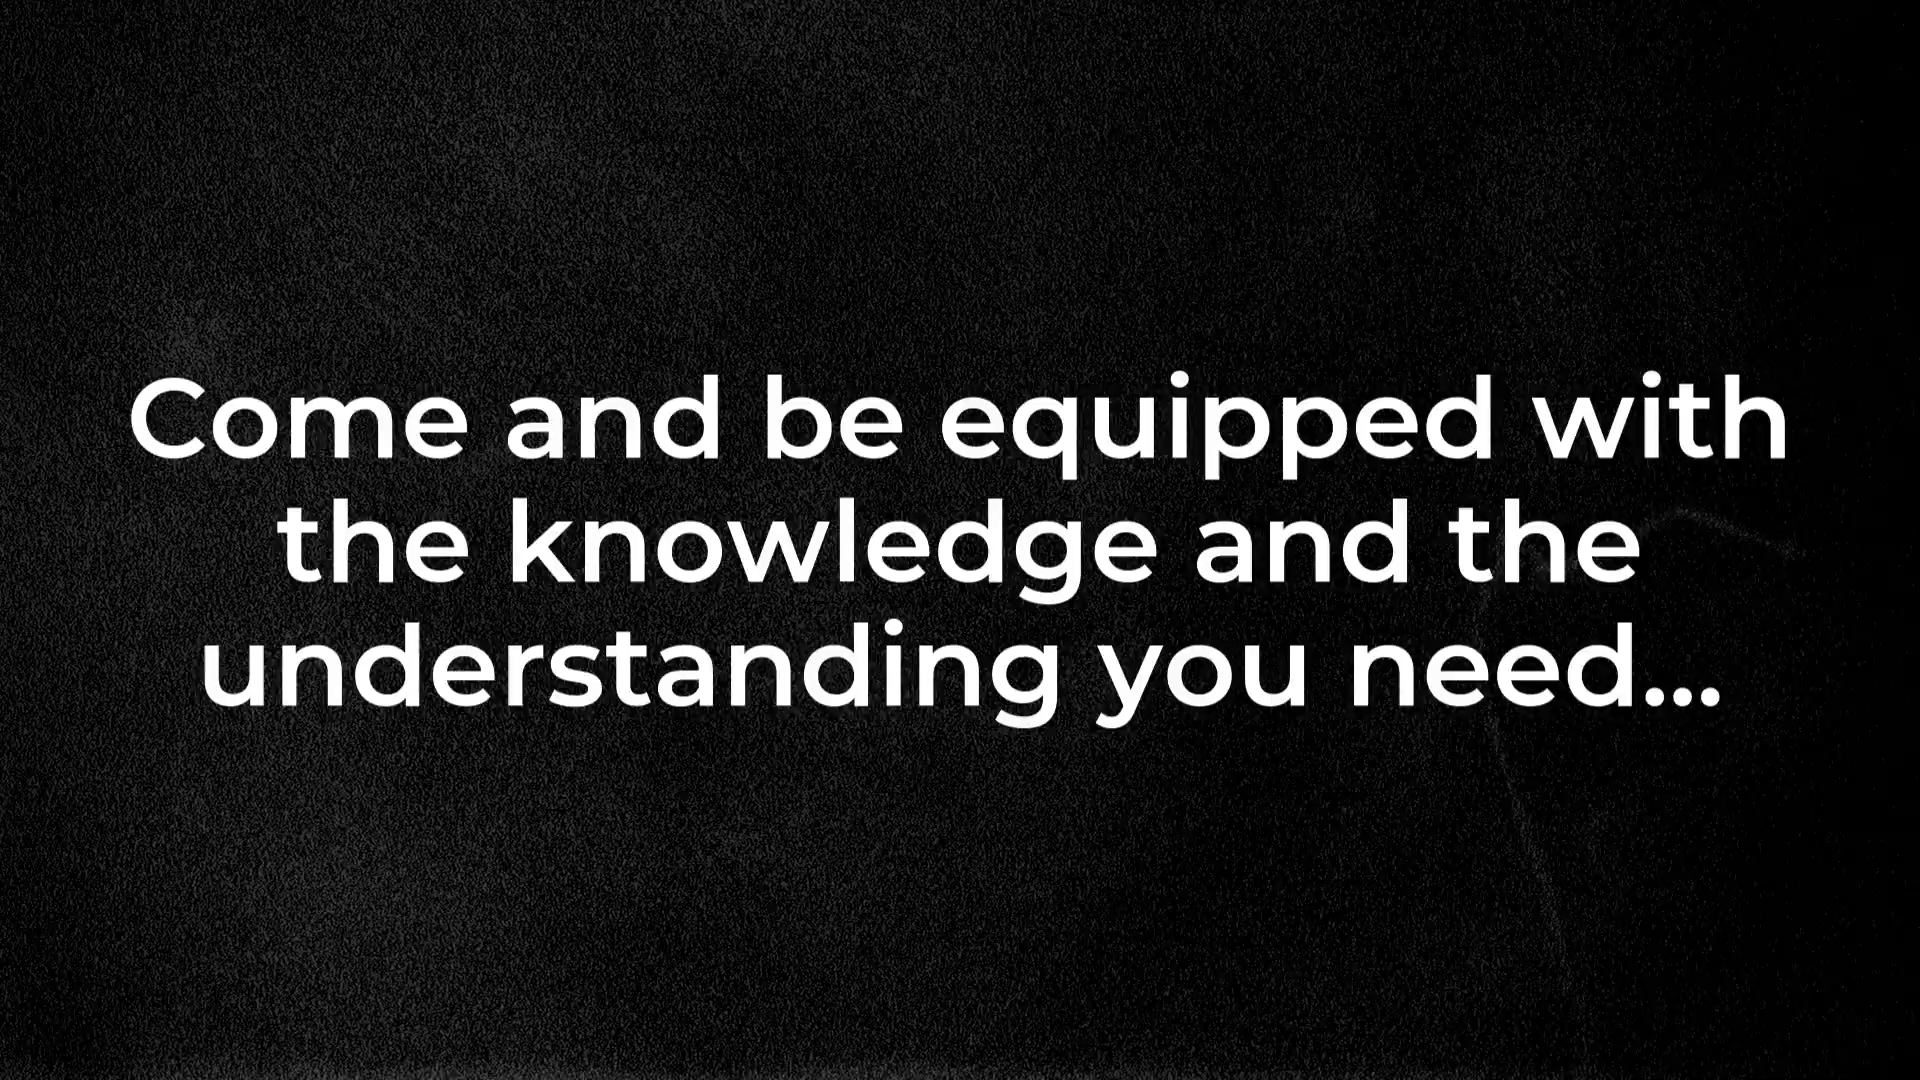 Come and be equipped with
the knowledge and the
understanding you need...